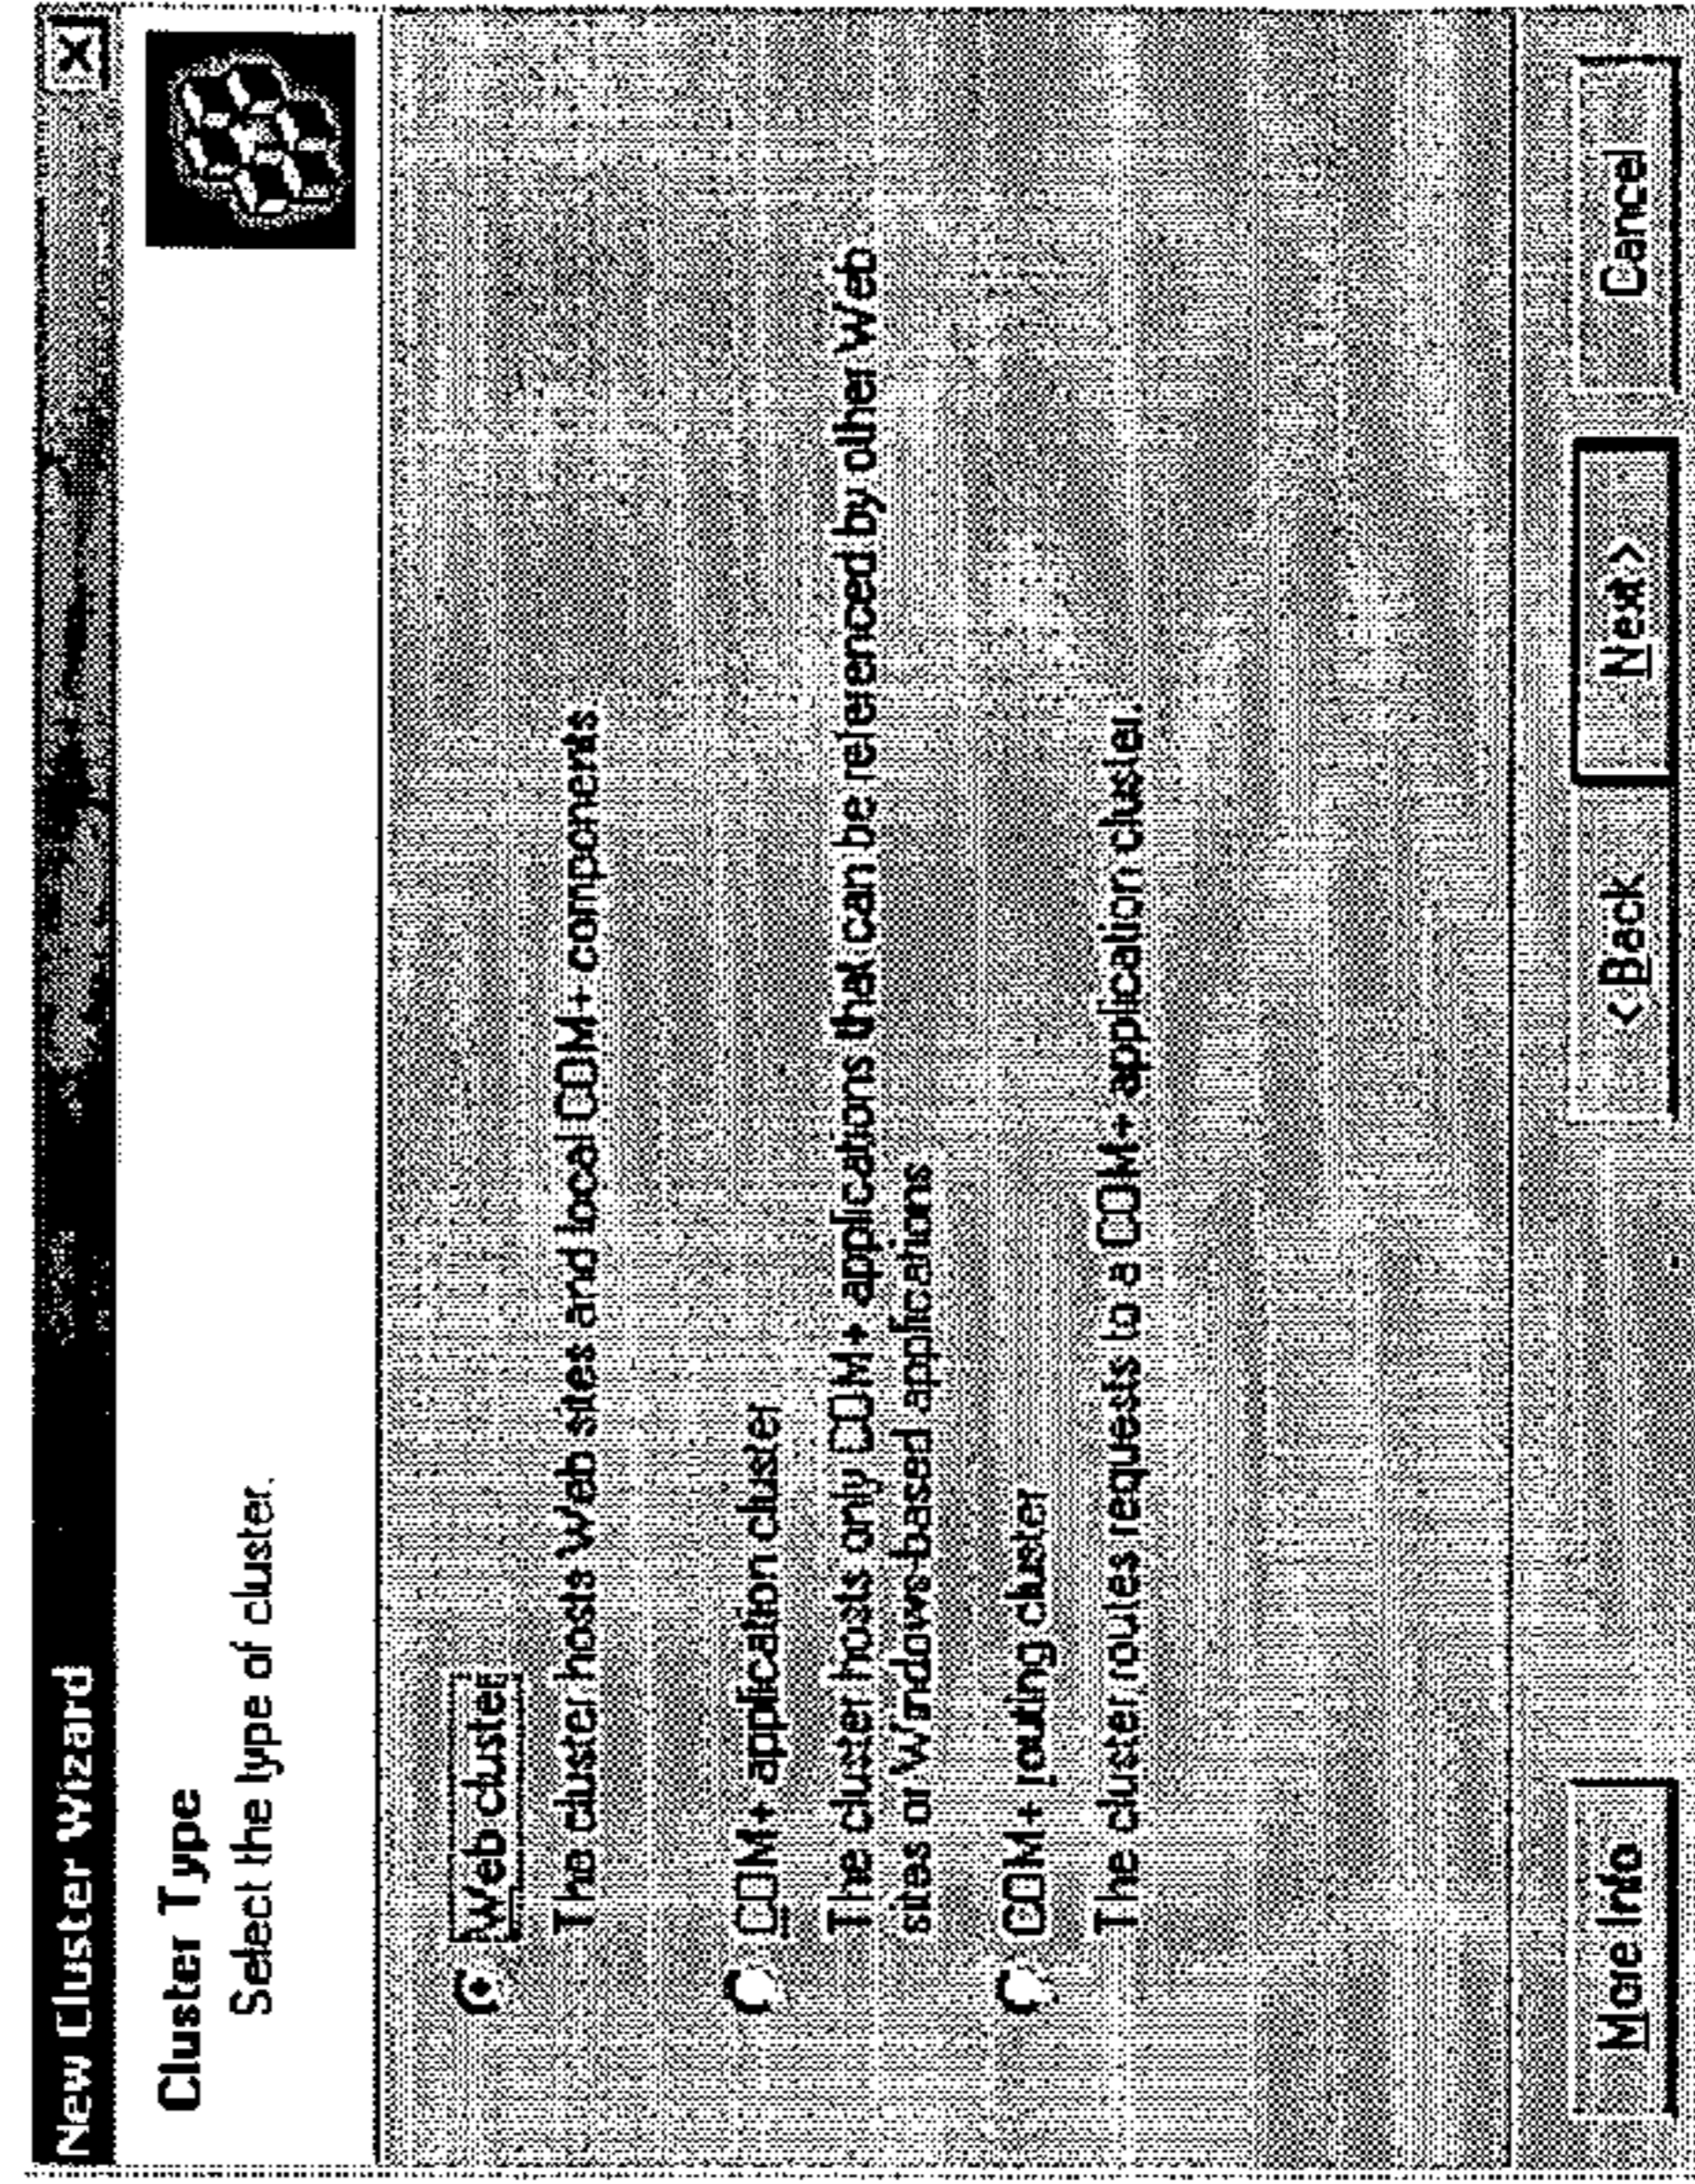 New Cluster Wizard
Cluster Type
Select the type of cluster.
Web cluster
The cluster hosts Web sites and local COM+ components.
COM+ application cluster
The cluster hosts only COM+ applications that can be referenced by other Web
sites or Windows-based applications
COM+ routing cluster
The cluster routes requests to a COM+ application cluster.
More Info
< Back
Next >
Cancel